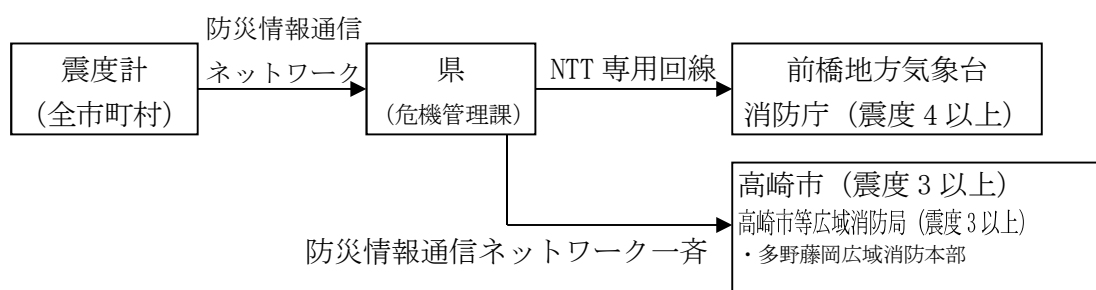 震度計
(全市町村)
防災情報通信
ネットワーク
県
(危機管理課)
NTT 専用回線
前橋地方気象台
消防庁(震度4以上)
高崎市(震度3以上)
高崎市等広域消防局(震度3以上)
・多野藤岡広域消防本部
防災情報通信ネットワーク一斉